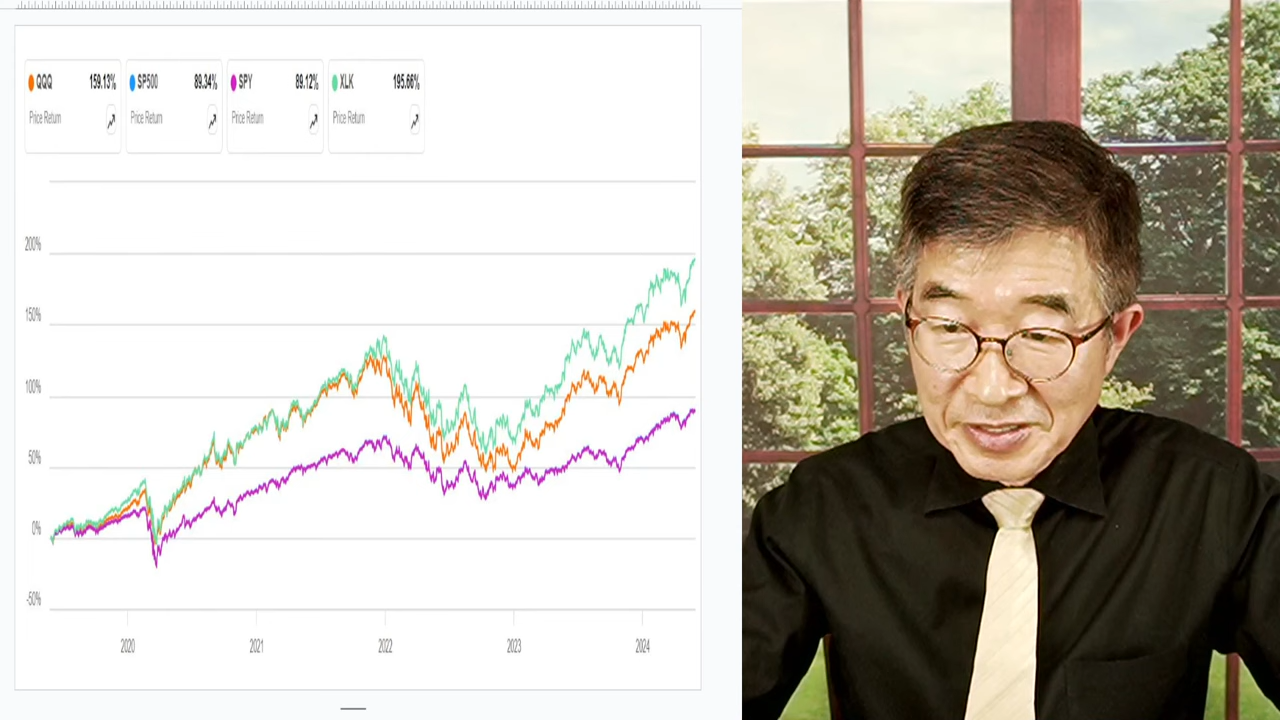 QQQ 159.13% SP500 89.34% SPY 89.12% XLK 195.66%
Price Return Price Return Price Return Price Return
200%
150%
100%
50%
0%
-50%
2020 2021 2022 2023 2024